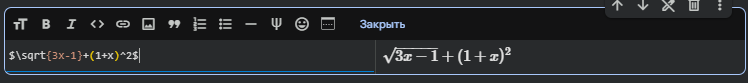 Закрыть
$\sqrt{3x-1}+(1+x)^2$
√3x − 1 + (1 + x)²